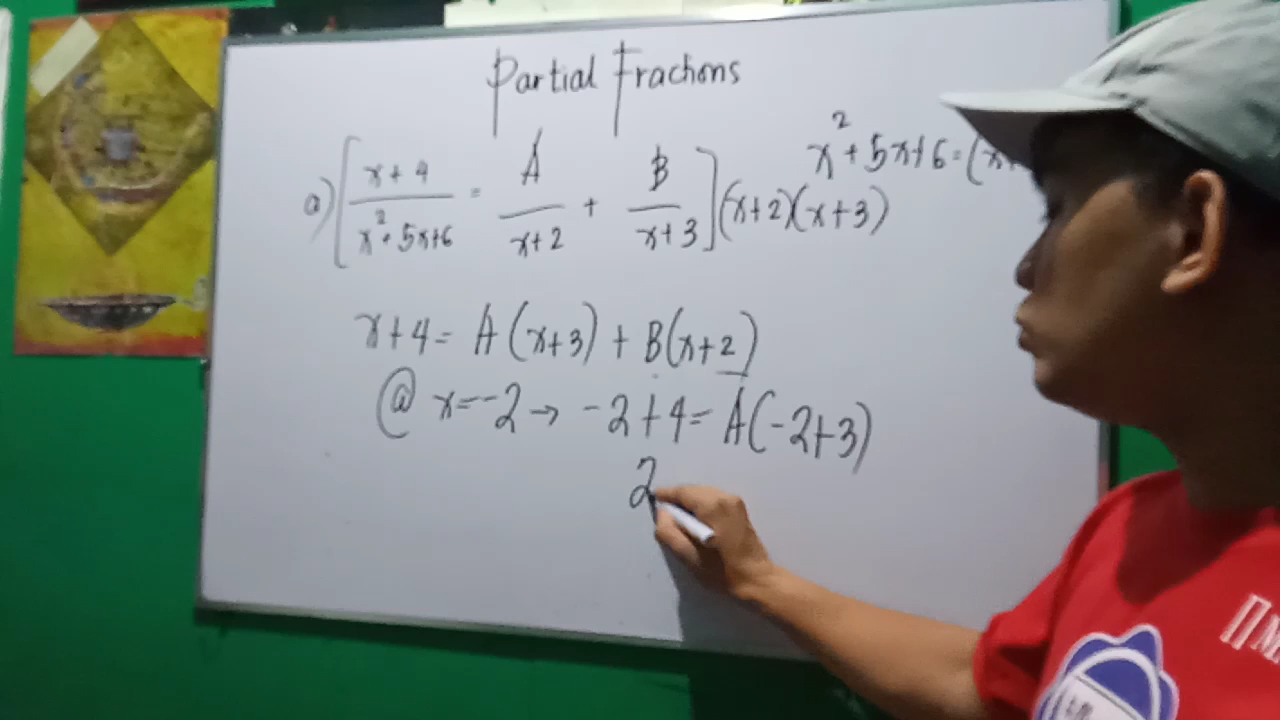 Partial Fractions
x² + 5x + 6 = (x
a) [ x + 4 / x² + 5x + 6 = A / x + 2 + B / x + 3 ] (x + 2)(x + 3)
x + 4 = A (x + 3) + B(x + 2)
@ x = -2 → -2 + 4 = A(-2 + 3)
2